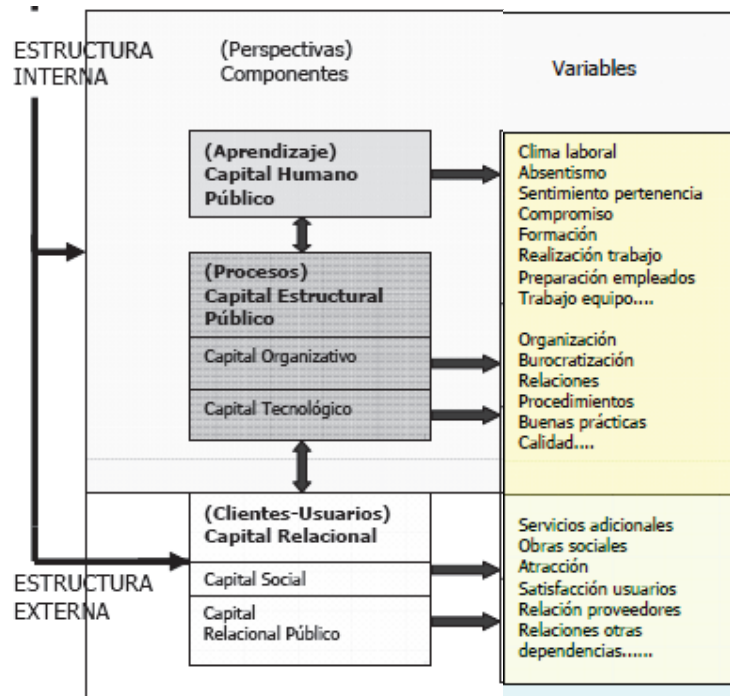 ESTRUCTURA
INTERNA
(Perspectivas)
Componentes
Variables
(Aprendizaje)
Capital Humano
Público
Clima laboral
Absentismo
Sentimiento pertenencia
Compromiso
Formación
Realización trabajo
Preparación empleados
Trabajo equipo....
(Procesos)
Capital Estructural
Público
Capital Organizativo
Capital Tecnológico
Organización
Burocratización
Relaciones
Procedimientos
Buenas prácticas
Calidad....
ESTRUCTURA
EXTERNA
(Clientes-Usuarios)
Capital Relacional
Capital Social
Capital
Relacional Público
Servicios adicionales
Obras sociales
Atracción
Satisfacción usuarios
Relación proveedores
Relaciones otras
dependencias......